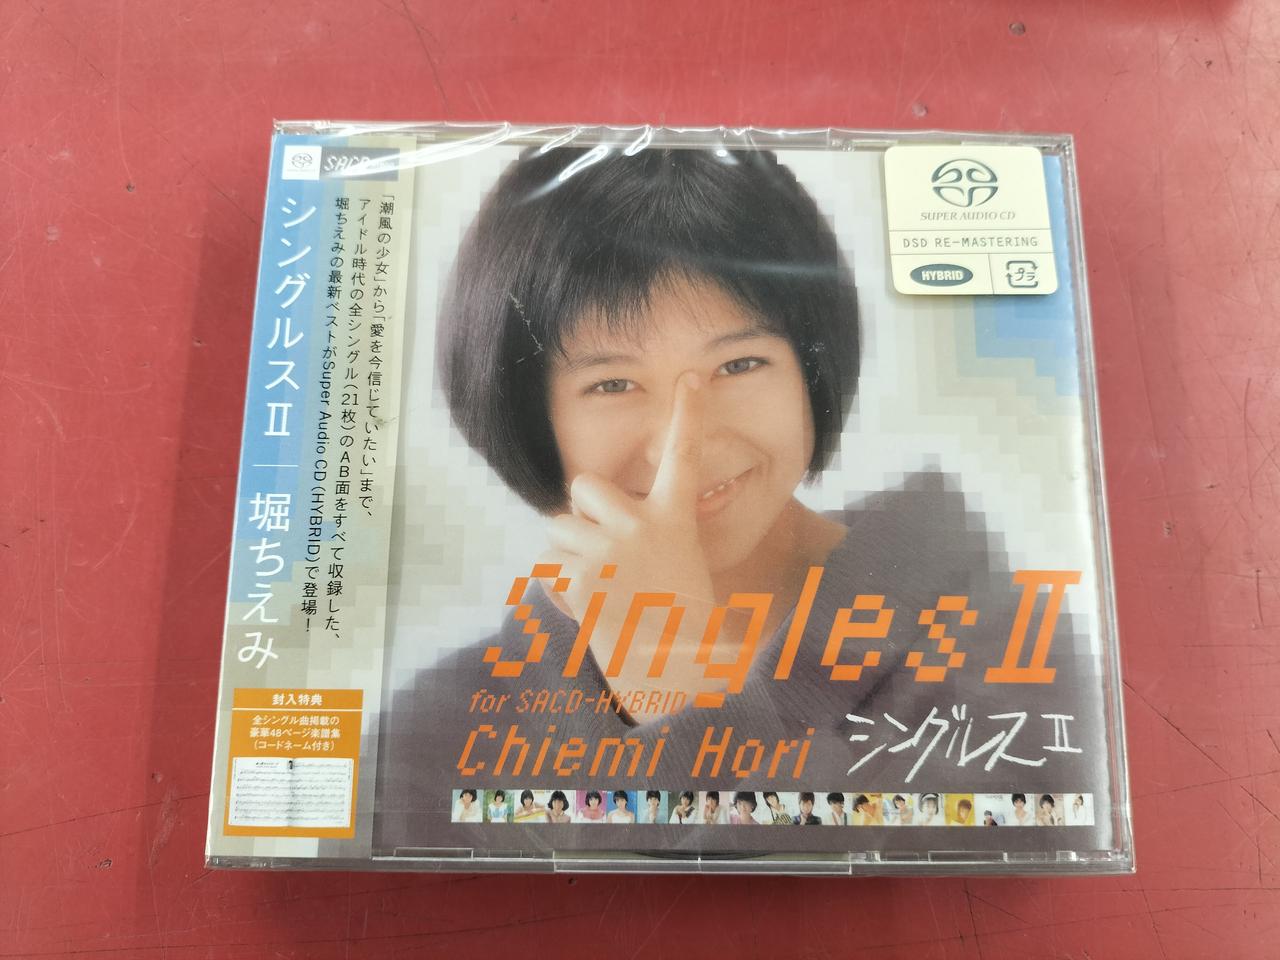 SACD
シングルスⅡ｜堀ちえみ
「潮風の少女」から「愛を今信じていたい」まで、
アイドル時代の全シングル(21枚)のAB面をすべて収録した、
堀ちえみの最新ベストがSuper Audio CD(HYBRID)で登場！
封入特典
全シングル曲掲載の
豪華48ページ楽譜集
(コードネーム付き)
SUPER AUDIO CD
DSD RE-MASTERING
HYBRID
プラ
Singles II
for SACD-HYBRID
Chiemi Hori
シングルス II